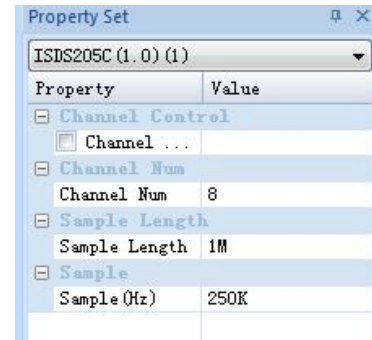 Property Set
ISDS205C(1.0)(1)
Property Value
Channel Control
Channel ...
Channel Num
Channel Num 8
Sample Length
Sample Length 1M
Sample
Sample(Hz) 250K